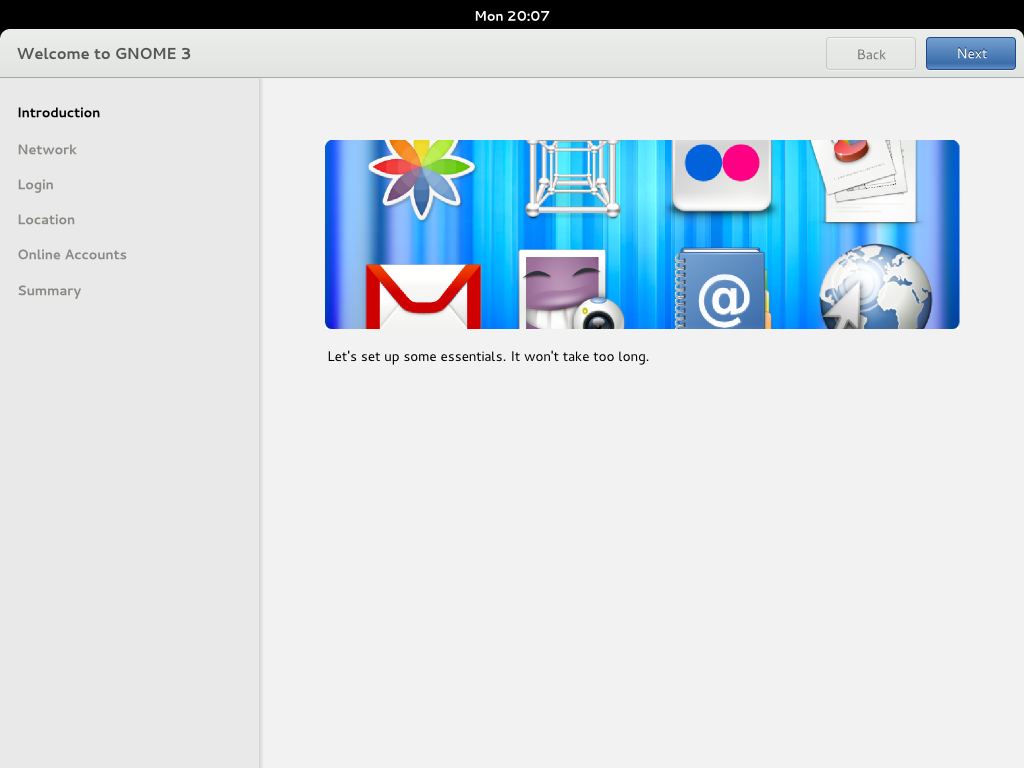 Mon 20:07
Welcome to GNOME 3
Back
Next
Introduction
Network
Login
Location
Online Accounts
Summary
@
Let's set up some essentials. It won't take too long.